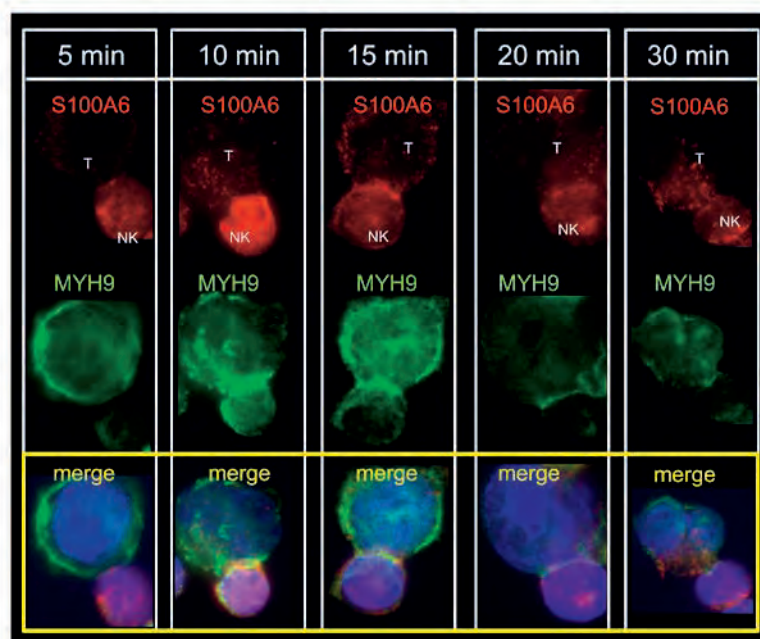 5 min 10 min 15 min 20 min 30 min
S100A6 S100A6 S100A6 S100A6 S100A6
T T T T
NK NK NK NK
MYH9 MYH9 MYH9 MYH9 MYH9
merge merge merge merge merge